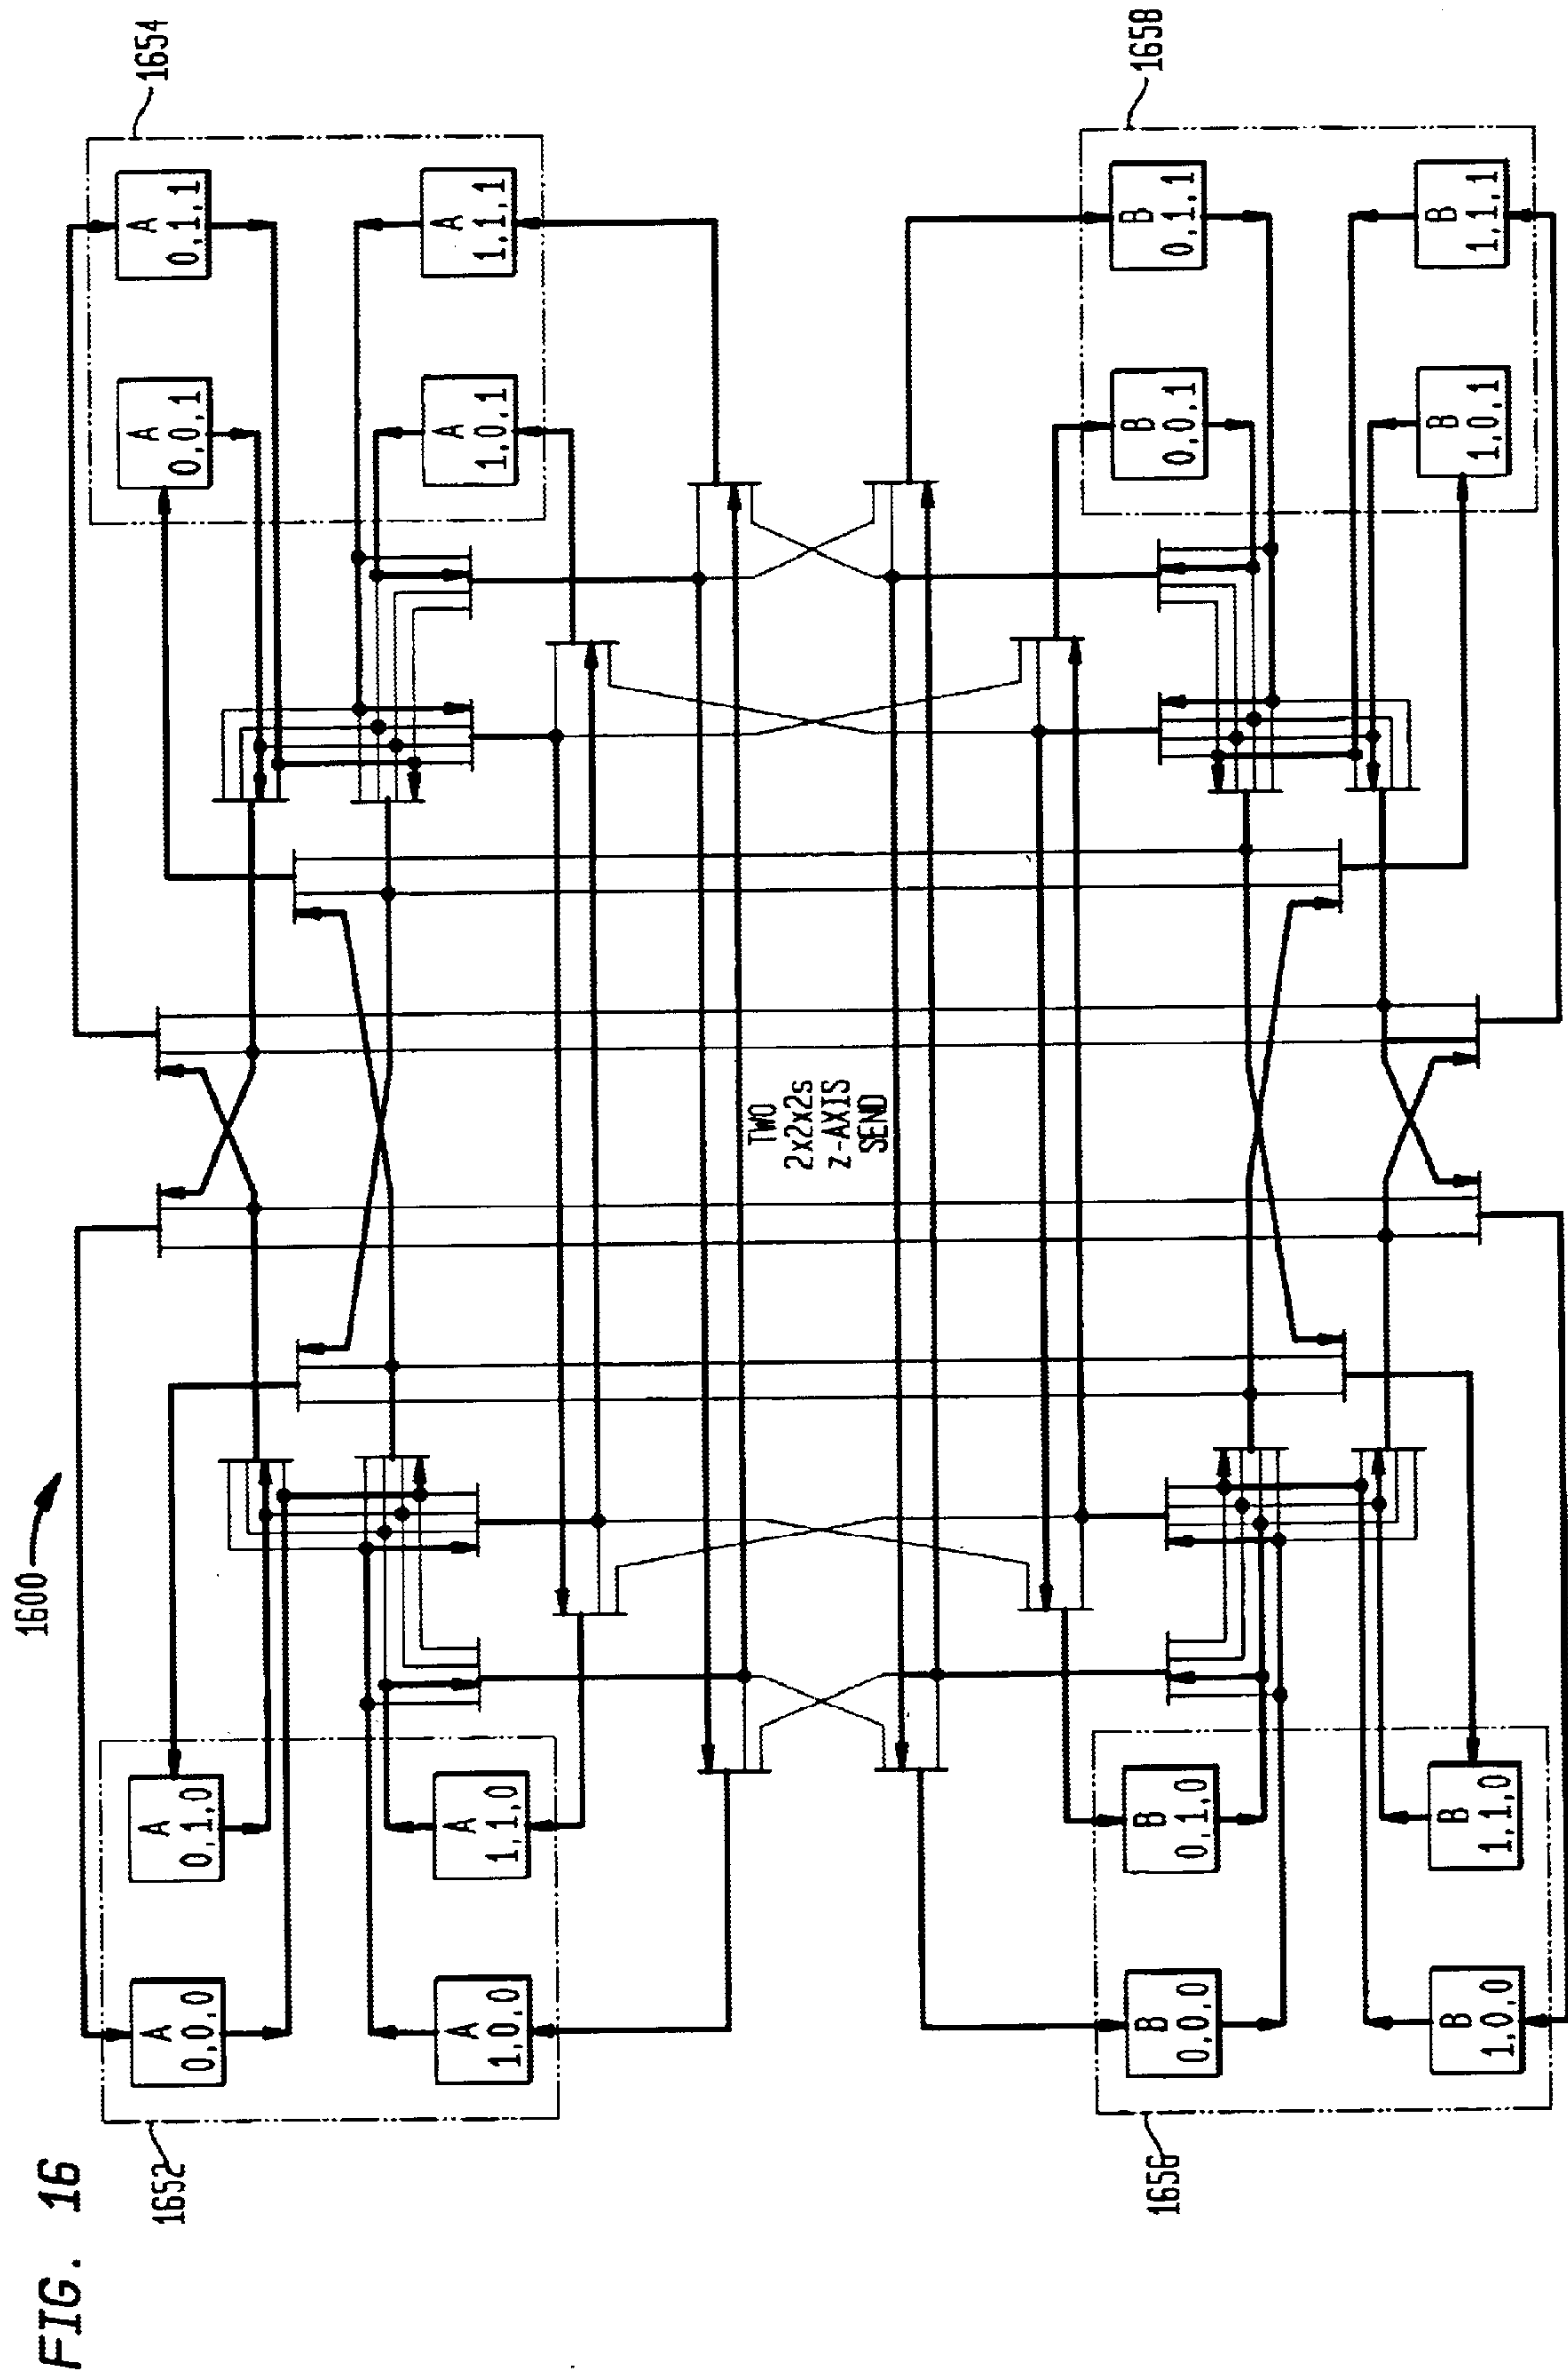 FIG. 16
1600
1652
A
0,0,0
A
0,1,0
A
0,0,1
A
0,1,1
1654
A
1,0,0
A
1,1,0
A
1,0,1
A
1,1,1
TWO
2x2x2s
z-AXIS
SEND
1656
B
0,0,0
B
0,1,0
B
0,0,1
B
0,1,1
1658
B
1,0,0
B
1,1,0
B
1,0,1
B
1,1,1